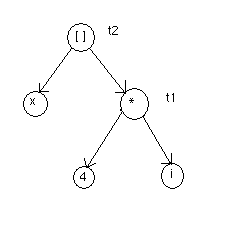 [ ] t2
x * t1
4 i